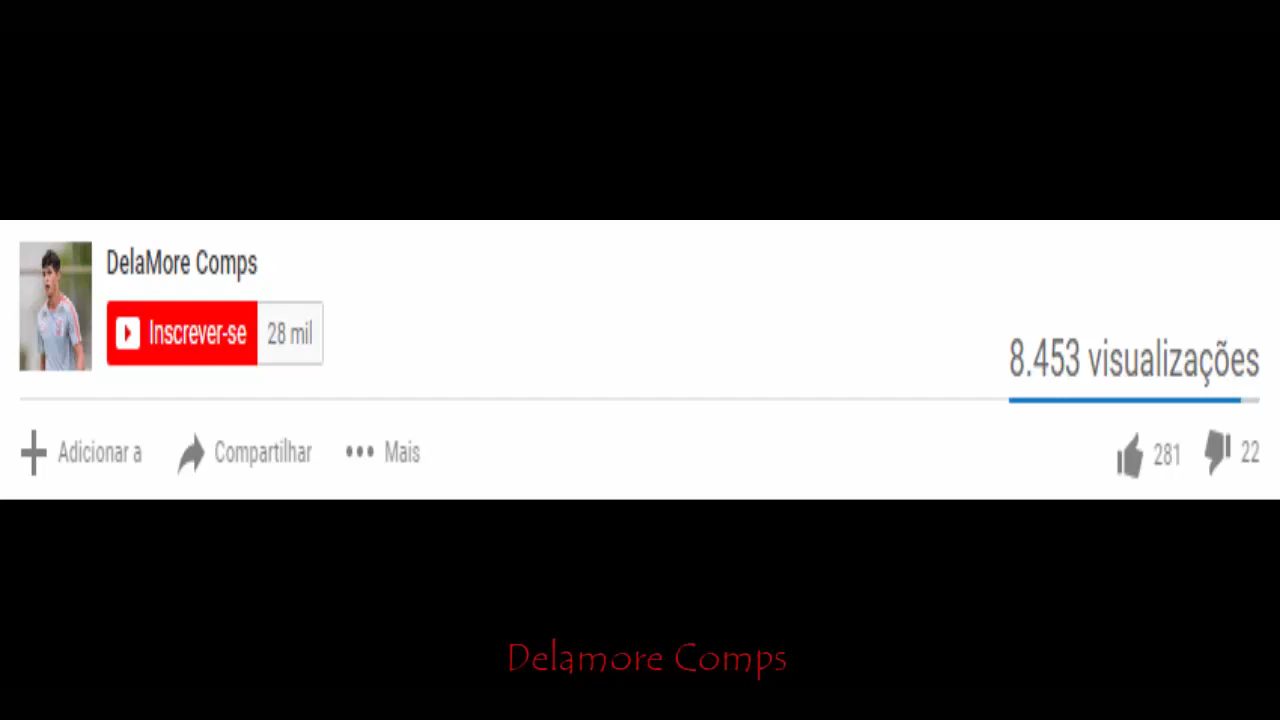 DelaMore Comps
Inscrever-se 28 mil
8.453 visualizações
Adicionar a Compartilhar Mais 281 22
Delamore Comps